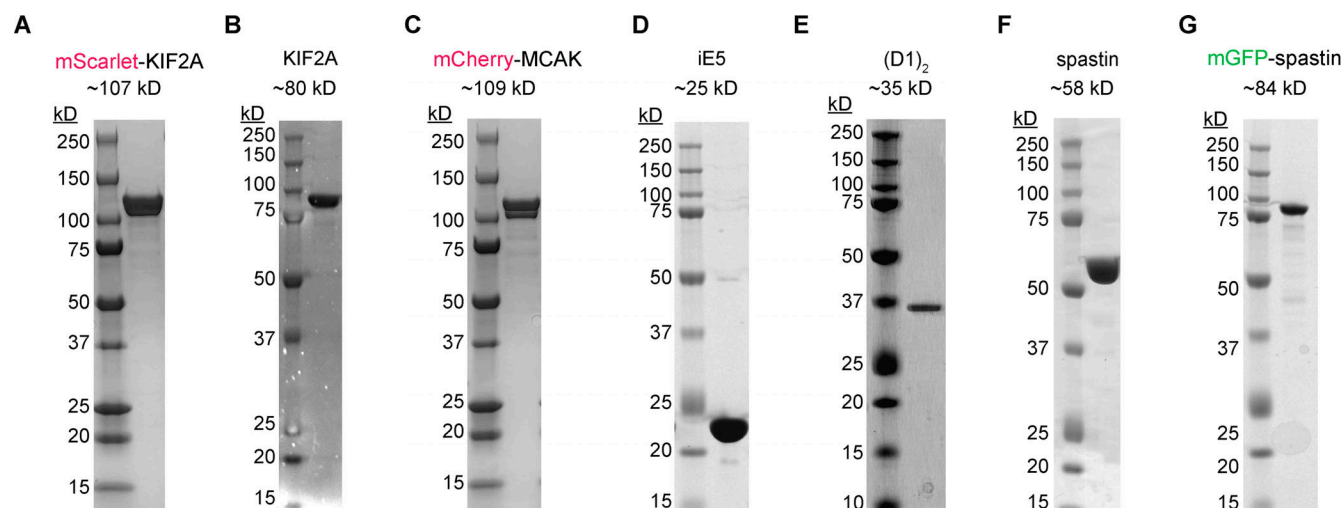 A
mScarlet-KIF2A
~107 kD
kD
250
150
100
75
50
37
25
20
15
B
KIF2A
~80 kD
kD
250
150
100
75
50
37
25
20
15
C
mCherry-MCAK
~109 kD
kD
250
150
100
75
50
37
25
20
15
D
iE5
~25 kD
kD
250
150
100
75
50
37
25
20
15
E
(D1)2
~35 kD
kD
250
150
100
75
50
37
25
20
15
10
F
spastin
~58 kD
kD
250
150
100
75
50
37
25
20
15
G
mGFP-spastin
~84 kD
kD
250
150
100
75
50
37
25
20
15